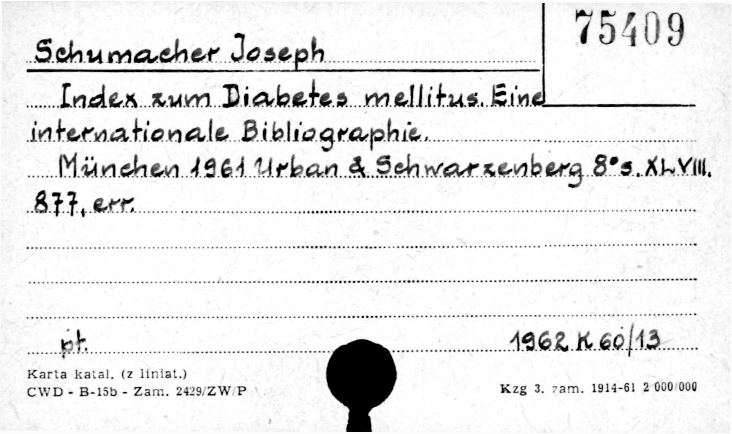 75409
Schumacher Joseph
Index zum Diabetes mellitus. Eine
internationale Bibliographie.
München 1961 Urban & Schwarzenberg 8° s. XLVIII.
877, err.
pt. 1962 K 60/13
Karta katal. (z liniat.)
CWD - B-15b - Zam. 2429/ZW/P Kzg 3. zam. 1914-61 2 000 000